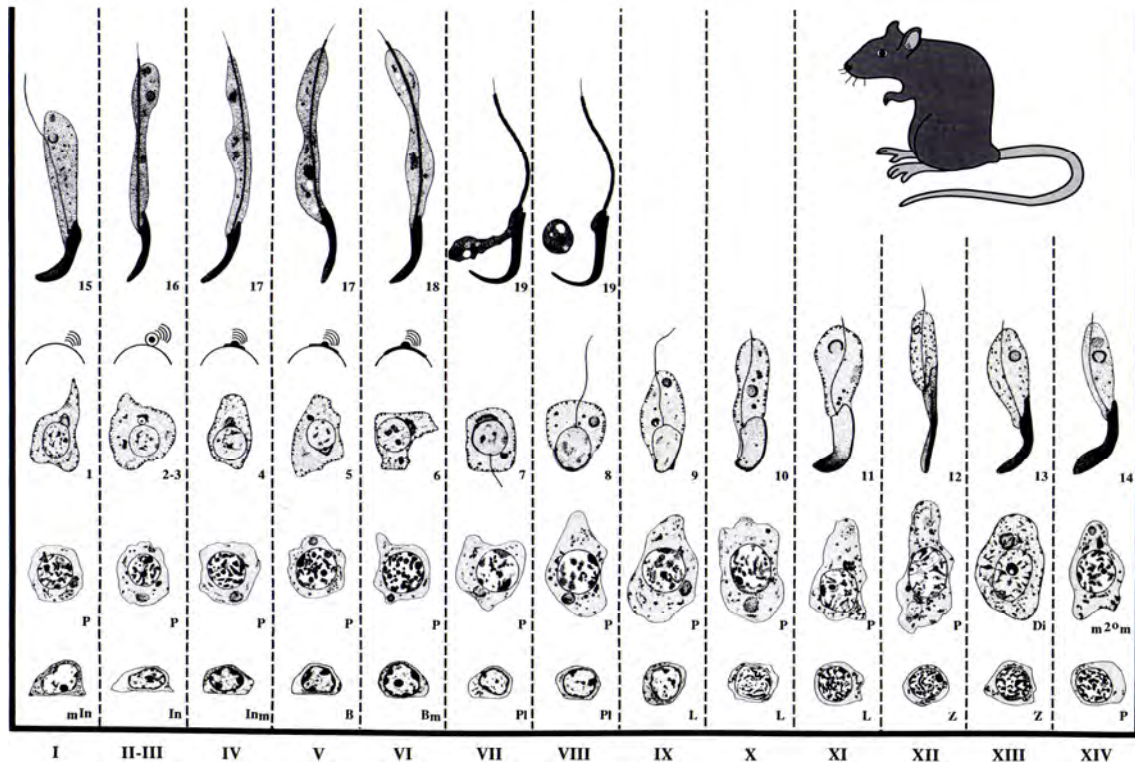 15 16 17 17 18 19 19
1 2-3 4 5 6 7 8 9 10 11 12 13 14
P P P P P P P P P P P Di m2°m
mIn In Inm B Bm Pl Pl L L L Z Z P
I II-III IV V VI VII VIII IX X XI XII XIII XIV